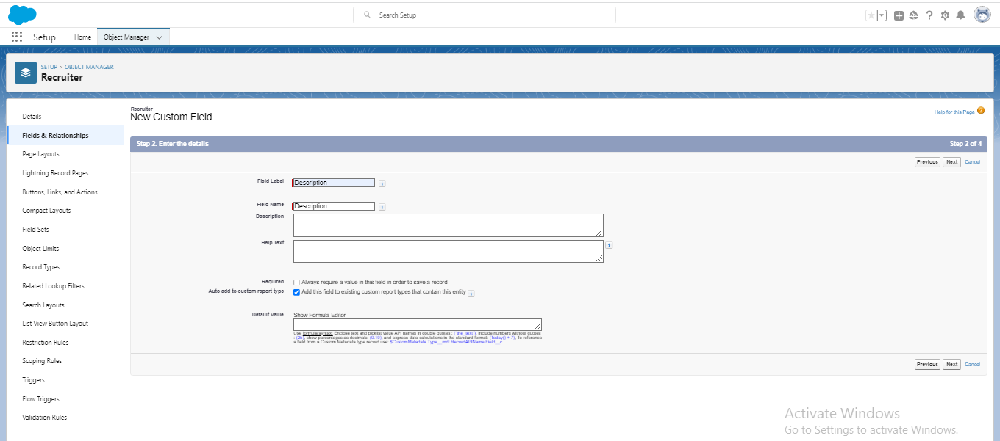 Search Setup
Setup
Home
Object Manager
SETUP > OBJECT MANAGER
Recruiter
Details
Fields & Relationships
Page Layouts
Lightning Record Pages
Buttons, Links, and Actions
Compact Layouts
Field Sets
Object Limits
Record Types
Related Lookup Filters
Search Layouts
List View Button Layout
Restriction Rules
Scoping Rules
Triggers
Flow Triggers
Validation Rules
Recruiter
New Custom Field
Help for this Page ?
Step 2. Enter the details Step 2 of 4
Previous Next Cancel
Field Label Description i
Field Name Description i
Description
Help Text i
Required Always require a value in this field in order to save a record
Auto add to custom report type Add this field to existing custom report types that contain this entity i
Default Value Show Formula Editor
Use formula syntax: Enclose text and picklist value API names in double quotes : ("the_text"), include numbers without quotes
: (25), show percentages as decimals: (0.10), and express date calculations in the standard format: (Today() + 7), To reference
a field from a Custom Metadata type record use: $CustomMetadata.Type__mdt.RecordAPIName.Field__c
Previous Next Cancel
Activate Windows
Go to Settings to activate Windows.